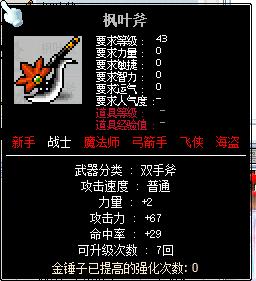 枫叶斧
要求等级： 43
要求力量： 0
要求敏捷： 0
要求智力： 0
要求运气： 0
要求人气度： -
道具等级： -
道具经验值： -
新手 战士 魔法师 弓箭手 飞侠 海盗
武器分类：双手斧
攻击速度：普通
力量：+2
攻击力：+67
命中率：+29
可升级次数：7回
金锤子已提高的强化次数：0